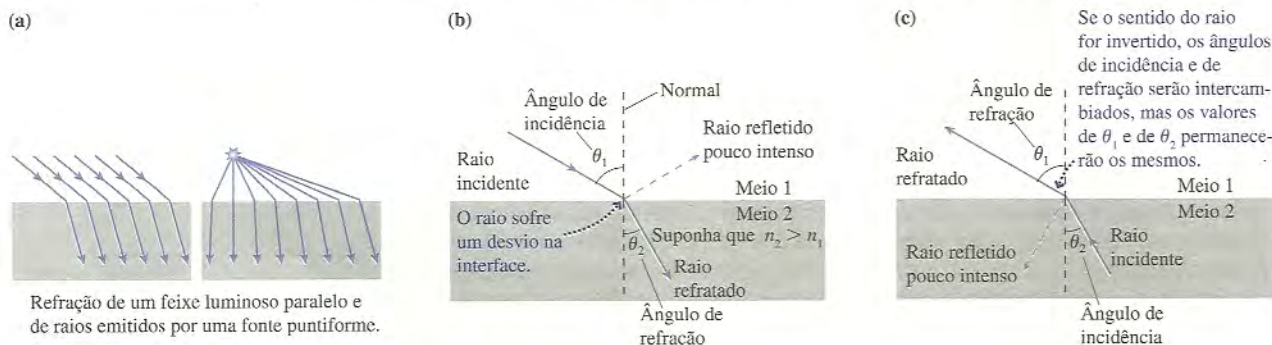 (a)
Refração de um feixe luminoso paralelo e
de raios emitidos por uma fonte puntiforme.
(b)
Normal
Ângulo de
incidência
θ1
Raio refletido
pouco intenso
Raio
incidente
Meio 1
Meio 2
O raio sofre
um desvio na
interface.
θ2
Suponha que n2 > n1
Raio
refratado
Ângulo de
refração
(c)
Se o sentido do raio
for invertido, os ângulos
de incidência e de
refração serão intercam-
biados, mas os valores
de θ1 e de θ2 permanece-
rão os mesmos.
Ângulo de
refração
θ1
Raio
refratado
Meio 1
Meio 2
Raio refletido
pouco intenso
θ2
Raio
incidente
Ângulo de
incidência